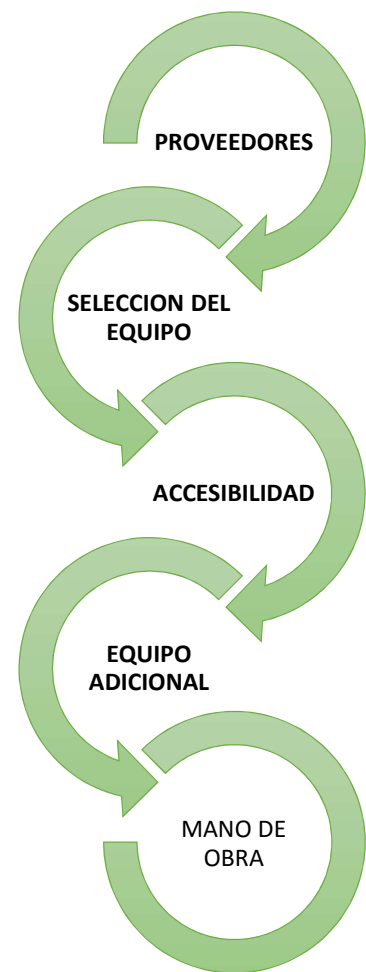 PROVEEDORES
SELECCION DEL
EQUIPO
ACCESIBILIDAD
EQUIPO
ADICIONAL
MANO DE
OBRA